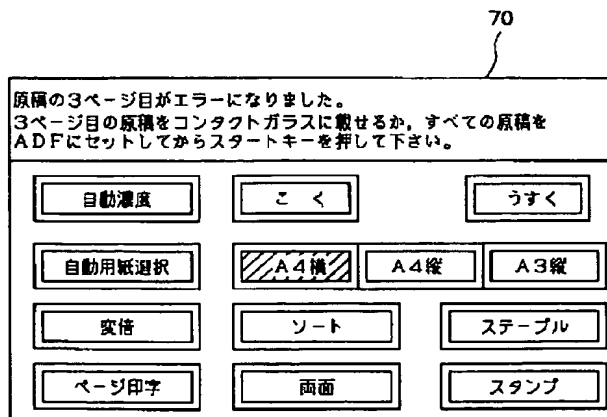 70
原稿の3ページ目がエラーになりました。
3ページ目の原稿をコンタクトガラスに載せるか，すべての原稿を
ADFにセットしてからスタートキーを押して下さい。
自動濃度 こく うすく
自動用紙選択 A4横 A4縦 A3縦
変倍 ソート ステープル
ページ印字 両面 スタンプ